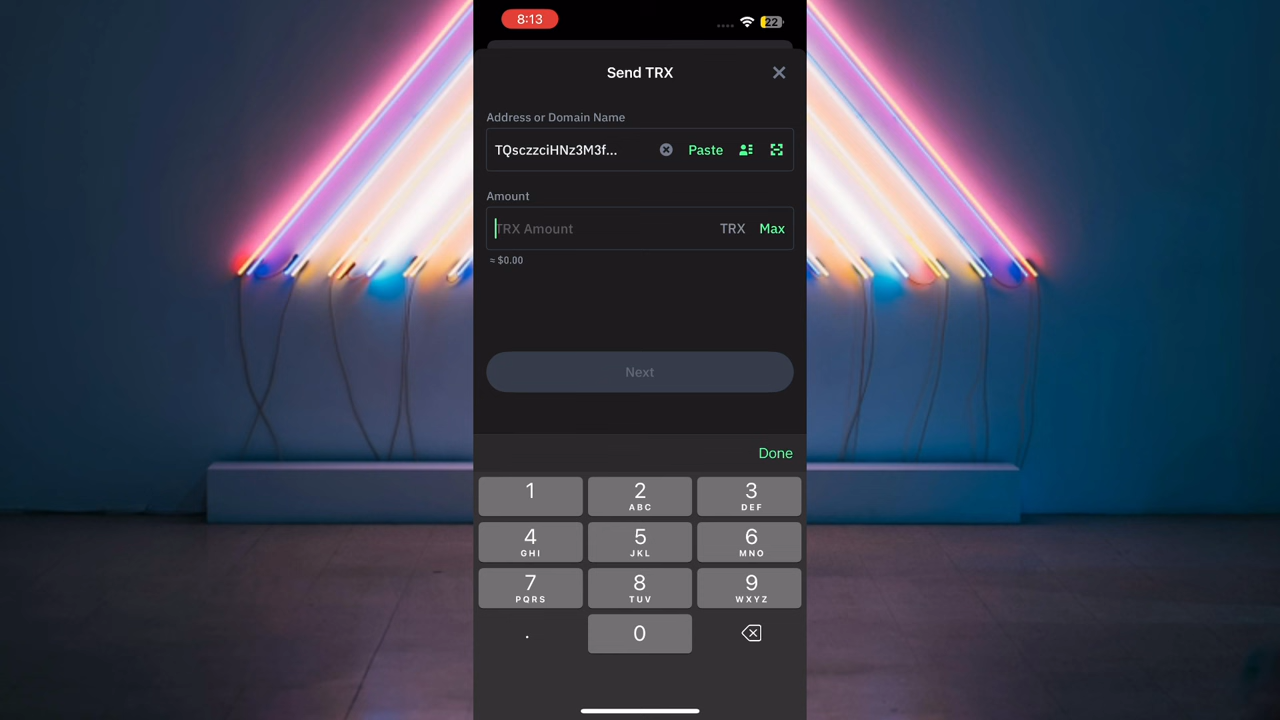 8:13
22
Send TRX
Address or Domain Name
TQsczzciHNz3M3f...
Paste
Amount
TRX Amount
TRX
Max
≈ $0.00
Next
Done
1
2
ABC
3
DEF
4
GHI
5
JKL
6
MNO
7
PQRS
8
TUV
9
WXYZ
.
0